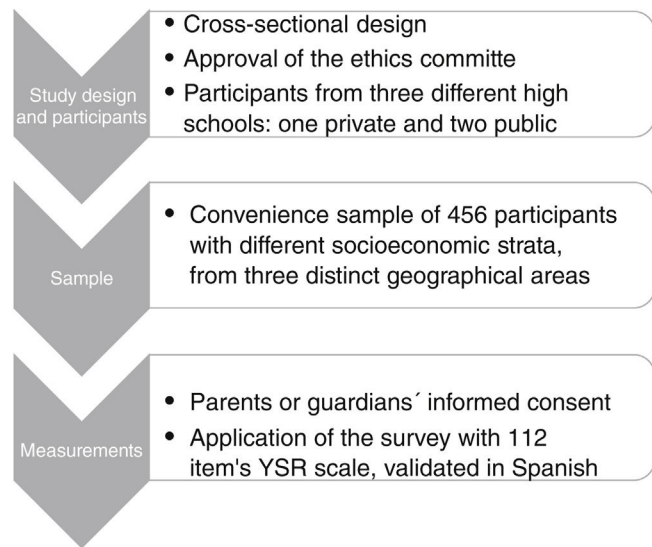 Study design
and participants
• Cross-sectional design
• Approval of the ethics committe
• Participants from three different high
schools: one private and two public
Sample
• Convenience sample of 456 participants
with different socioeconomic strata,
from three distinct geographical areas
Measurements
• Parents or guardians´ informed consent
• Application of the survey with 112
item's YSR scale, validated in Spanish